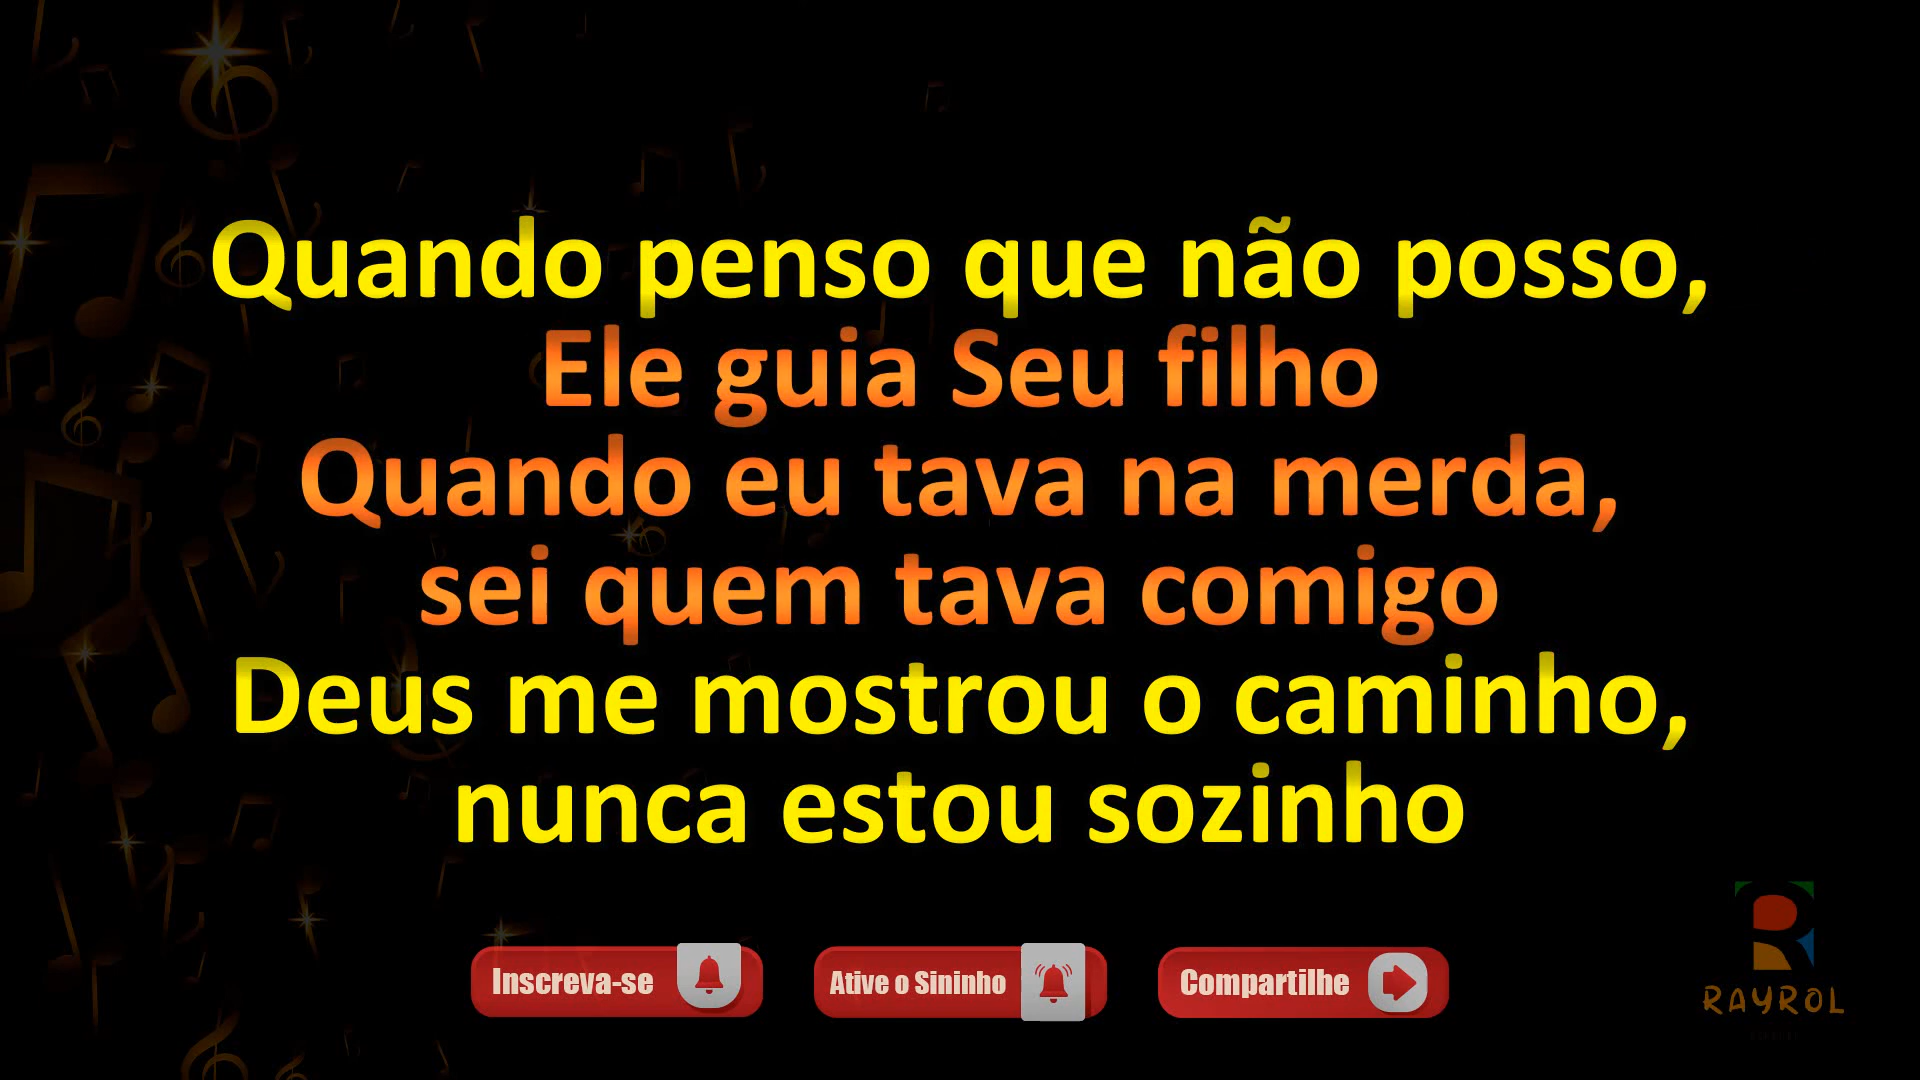 Quando penso que não posso,
Ele guia Seu filho
Quando eu tava na merda,
sei quem tava comigo
Deus me mostrou o caminho,
nunca estou sozinho
Inscreva-se
Ative o Sininho
Compartilhe
RAYROL